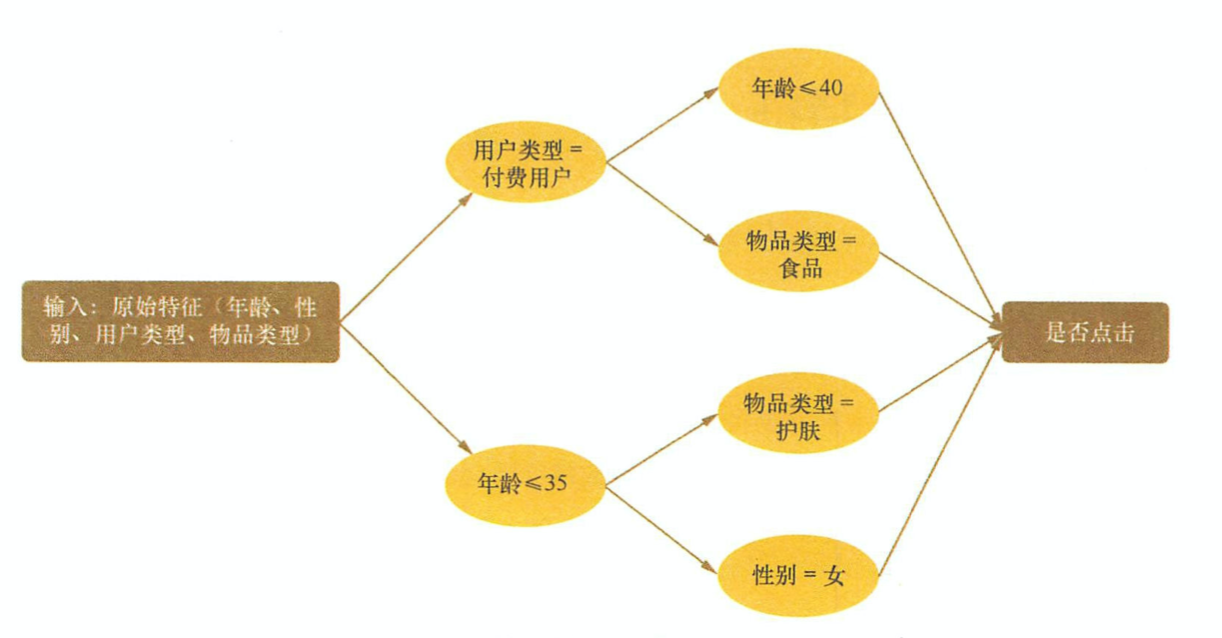 年龄≤40
用户类型 =
付费用户
物品类型 =
食品
输入：原始特征（年龄、性
别、用户类型、物品类型）
是否点击
物品类型 =
护肤
年龄≤35
性别 = 女